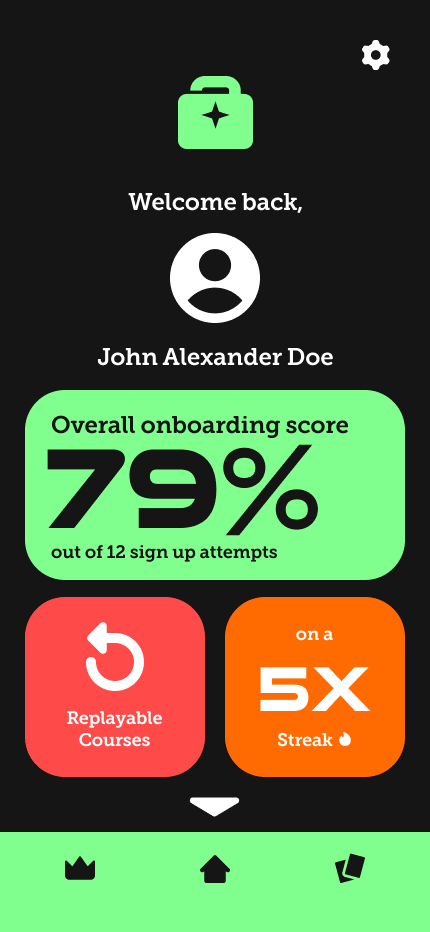 Welcome back,
John Alexander Doe
Overall onboarding score
79%
out of 12 sign up attempts
Replayable
Courses
on a
5X
Streak